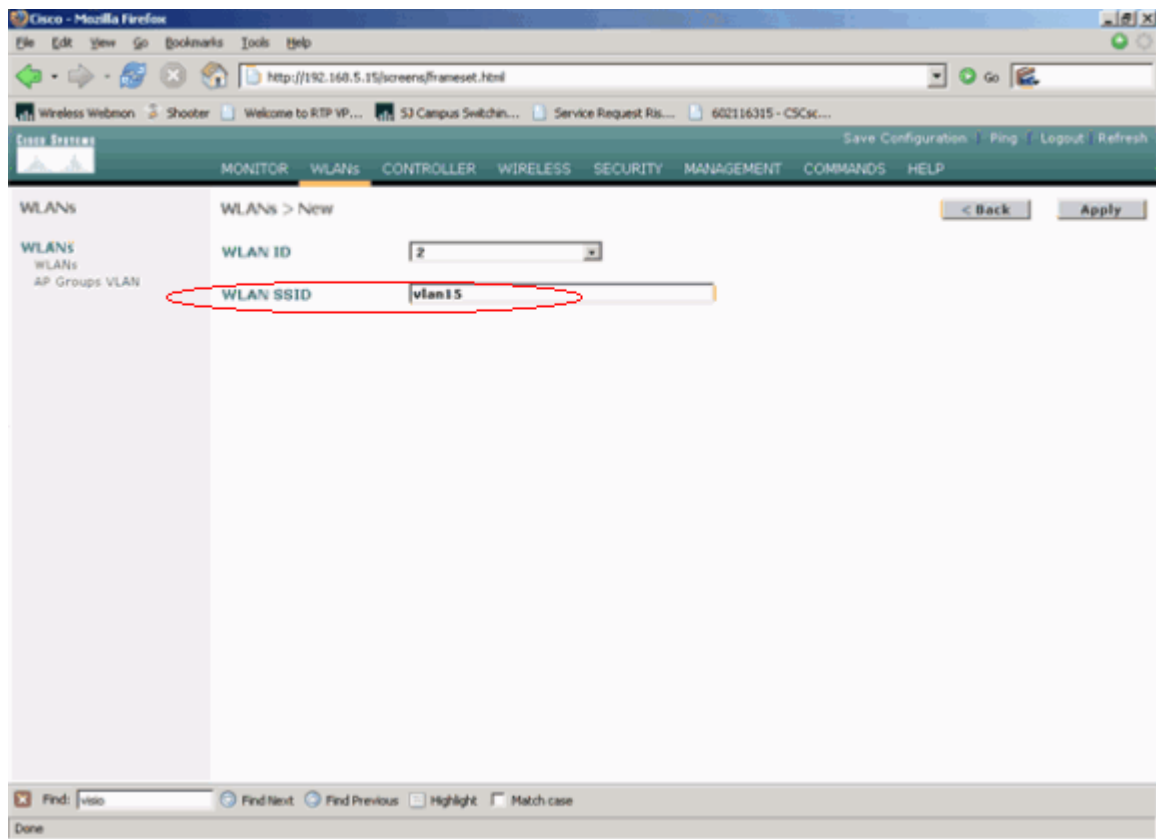 Cisco - Mozilla Firefox
File Edit View Go Bookmarks Tools Help
http://192.168.5.15/screens/frameset.html Go
Wireless Webmon Shooter Welcome to RTP VP... SJ Campus Switchin... Service Request Ris... 602116315 - CSCsc...
Cisco Systems
Save Configuration | Ping | Logout | Refresh
MONITOR WLANs CONTROLLER WIRELESS SECURITY MANAGEMENT COMMANDS HELP
WLANs
WLANs > New
< Back Apply
WLANs
WLANs
AP Groups VLAN
WLAN ID 2
WLAN SSID vlan15
Find: visio Find Next Find Previous Highlight Match case
Done